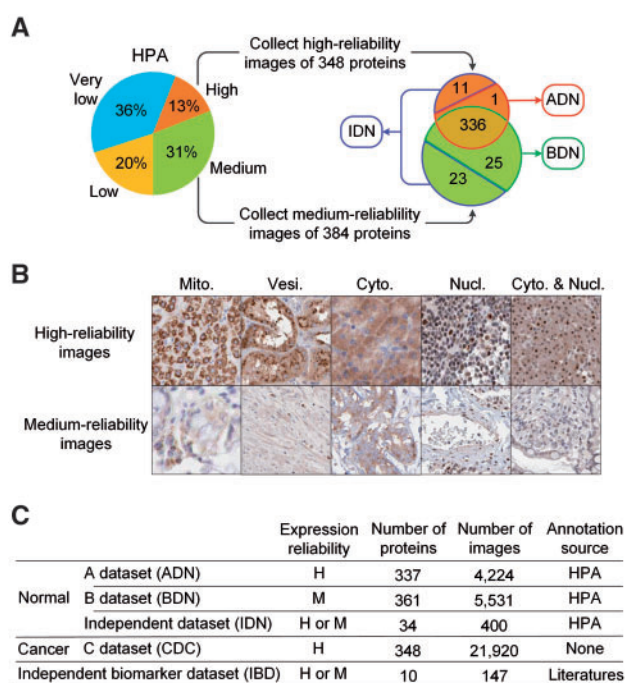 A
HPA
Very low
36%
13%
High
20%
31%
Low
Medium
Collect high-reliability
images of 348 proteins
Collect medium-reliablility
images of 384 proteins
11
1
ADN
IDN
336
25
BDN
23
B
Mito. Vesi. Cyto. Nucl. Cyto. & Nucl.
High-reliability
images
Medium-reliability
images
C
Expression reliability Number of proteins Number of images Annotation source
Normal
A dataset (ADN) H 337 4,224 HPA
B dataset (BDN) M 361 5,531 HPA
Independent dataset (IDN) H or M 34 400 HPA
Cancer C dataset (CDC) H 348 21,920 None
Independent biomarker dataset (IBD) H or M 10 147 Literatures